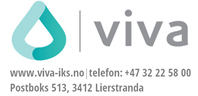 viva
www.viva-iks.no|telefon: +47 32 22 58 00
Postboks 513, 3412 Lierstranda